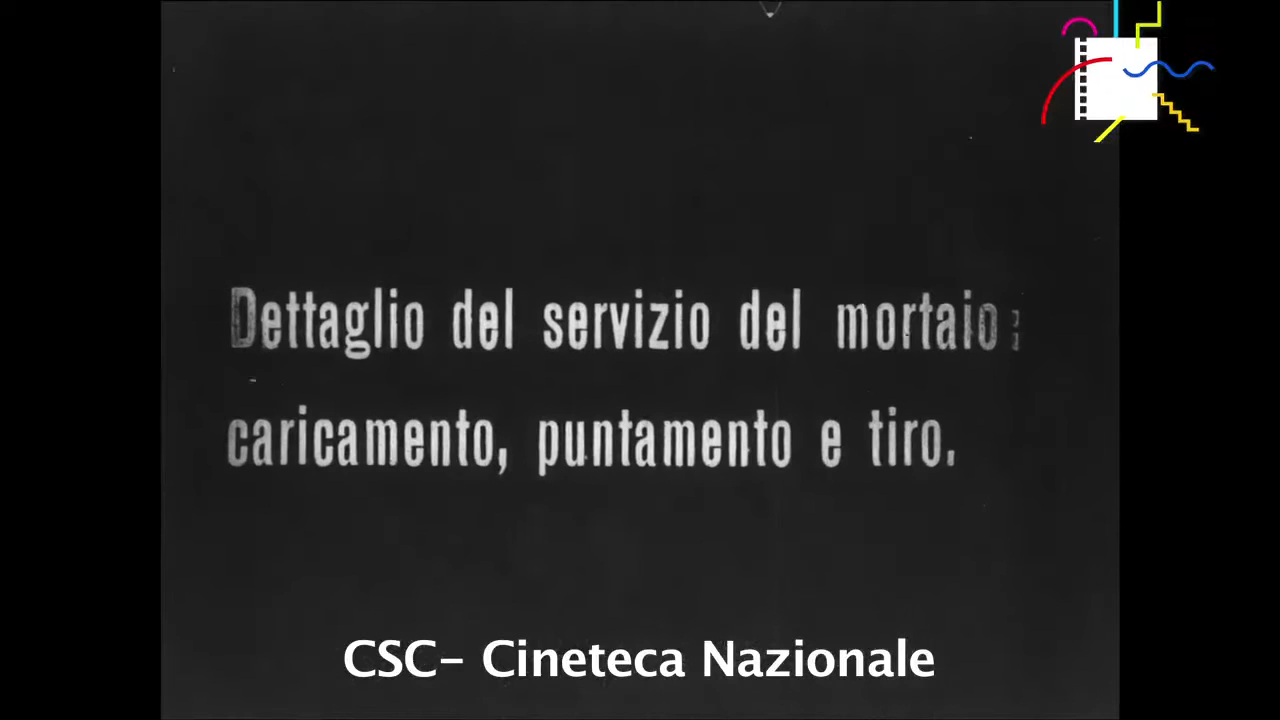 Dettaglio del servizio del mortaio:
caricamento, puntamento e tiro.
CSC– Cineteca Nazionale